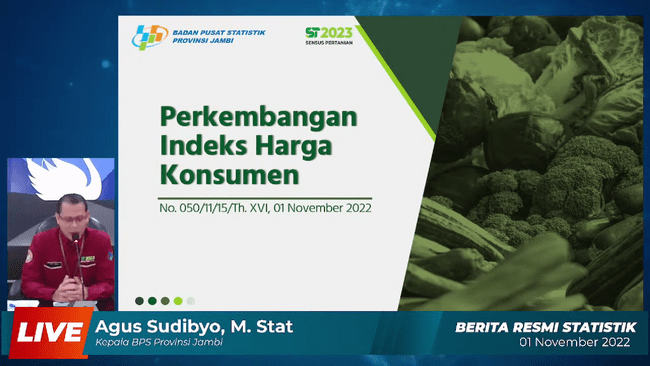 BADAN PUSAT STATISTIK
PROVINSI JAMBI
ST2023
SENSUS PERTANIAN
Perkembangan
Indeks Harga
Konsumen
No. 050/11/15/Th. XVI, 01 November 2022
LIVE
Agus Sudibyo, M. Stat
Kepala BPS Provinsi Jambi
BERITA RESMI STATISTIK
01 November 2022